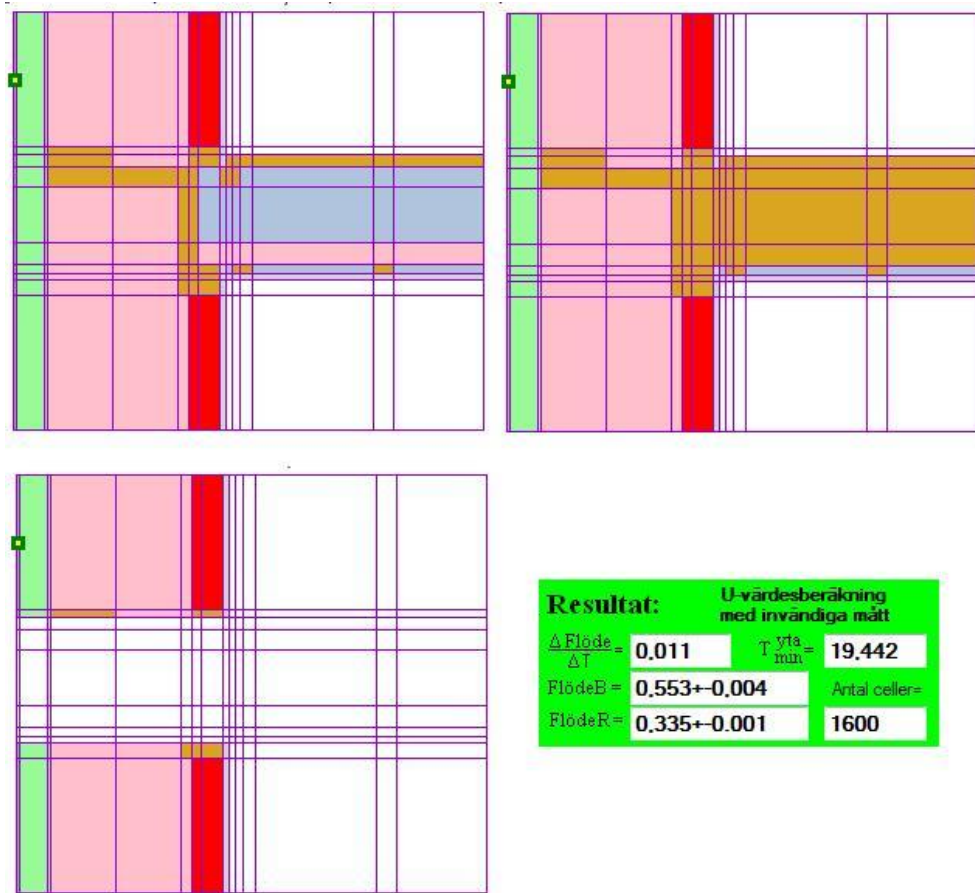 Resultat: U-värdesberäkning
med invändiga mått
Δ Flöde
ΔT
= 0,011 T yta
min
= 19,442
FlödeB = 0,553+-0,004 Antal celler=
FlödeR = 0,335+-0,001 1600